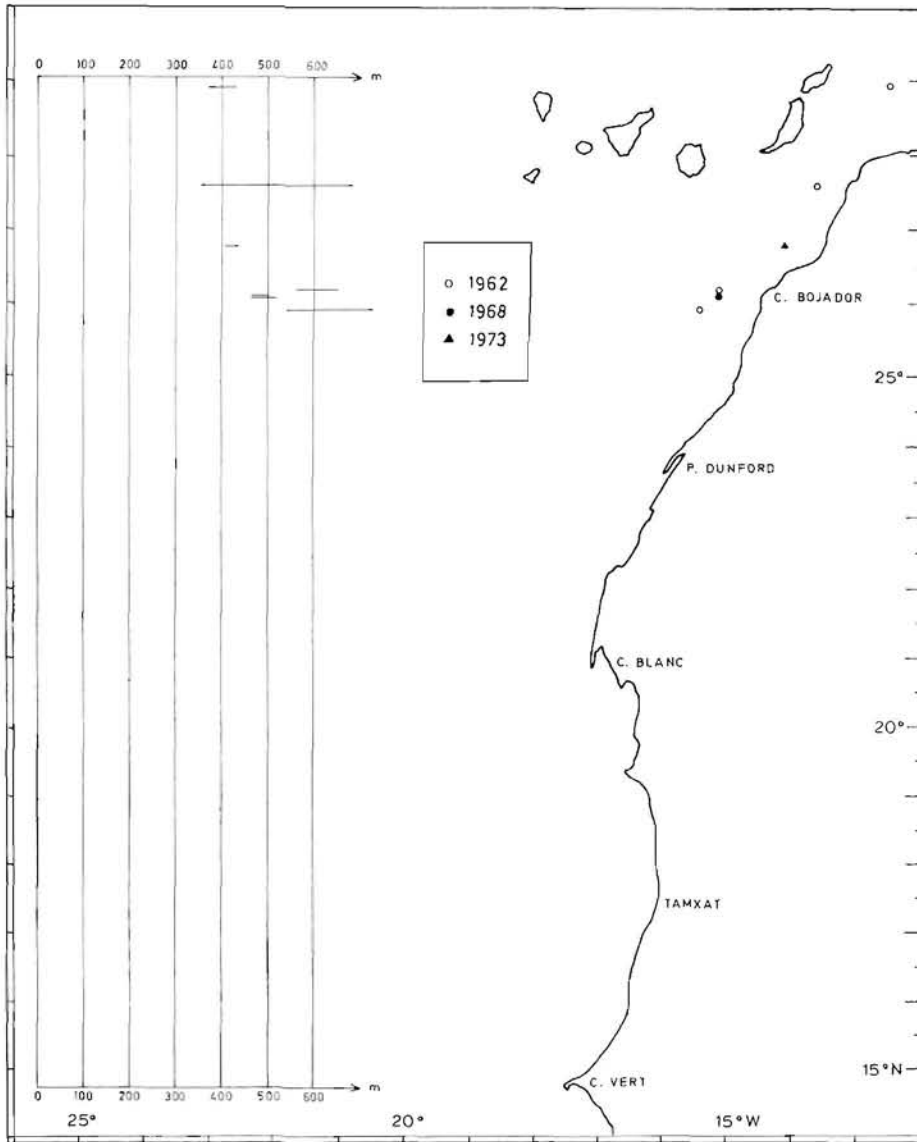 0 100 200 300 400 500 600 m
○ 1962
● 1968
▲ 1973
C. BOJADOR
25°
P. DUNFORD
C. BLANC
20°
TAMXAT
C. VERT
15°N
0 100 200 300 400 500 600 m
25° 20° 15°W